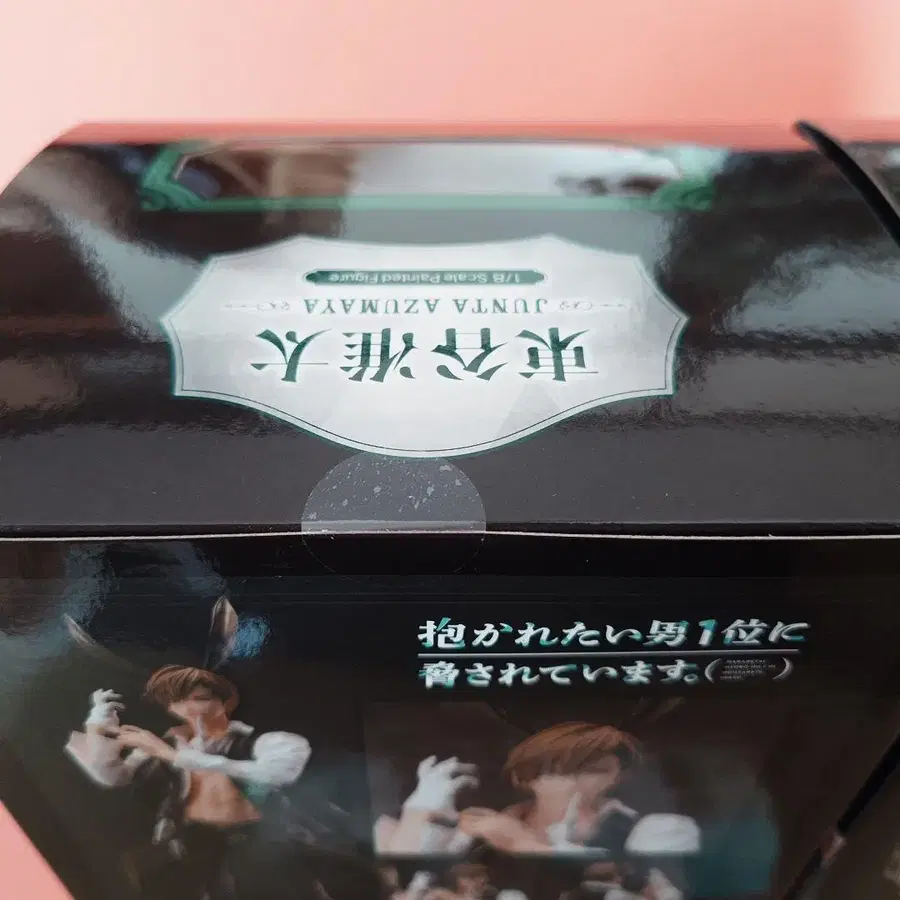 東谷准太
JUNTA AZUMAYA
1/8 Scale Painted Figure
抱かれたい男1位に
脅されています。